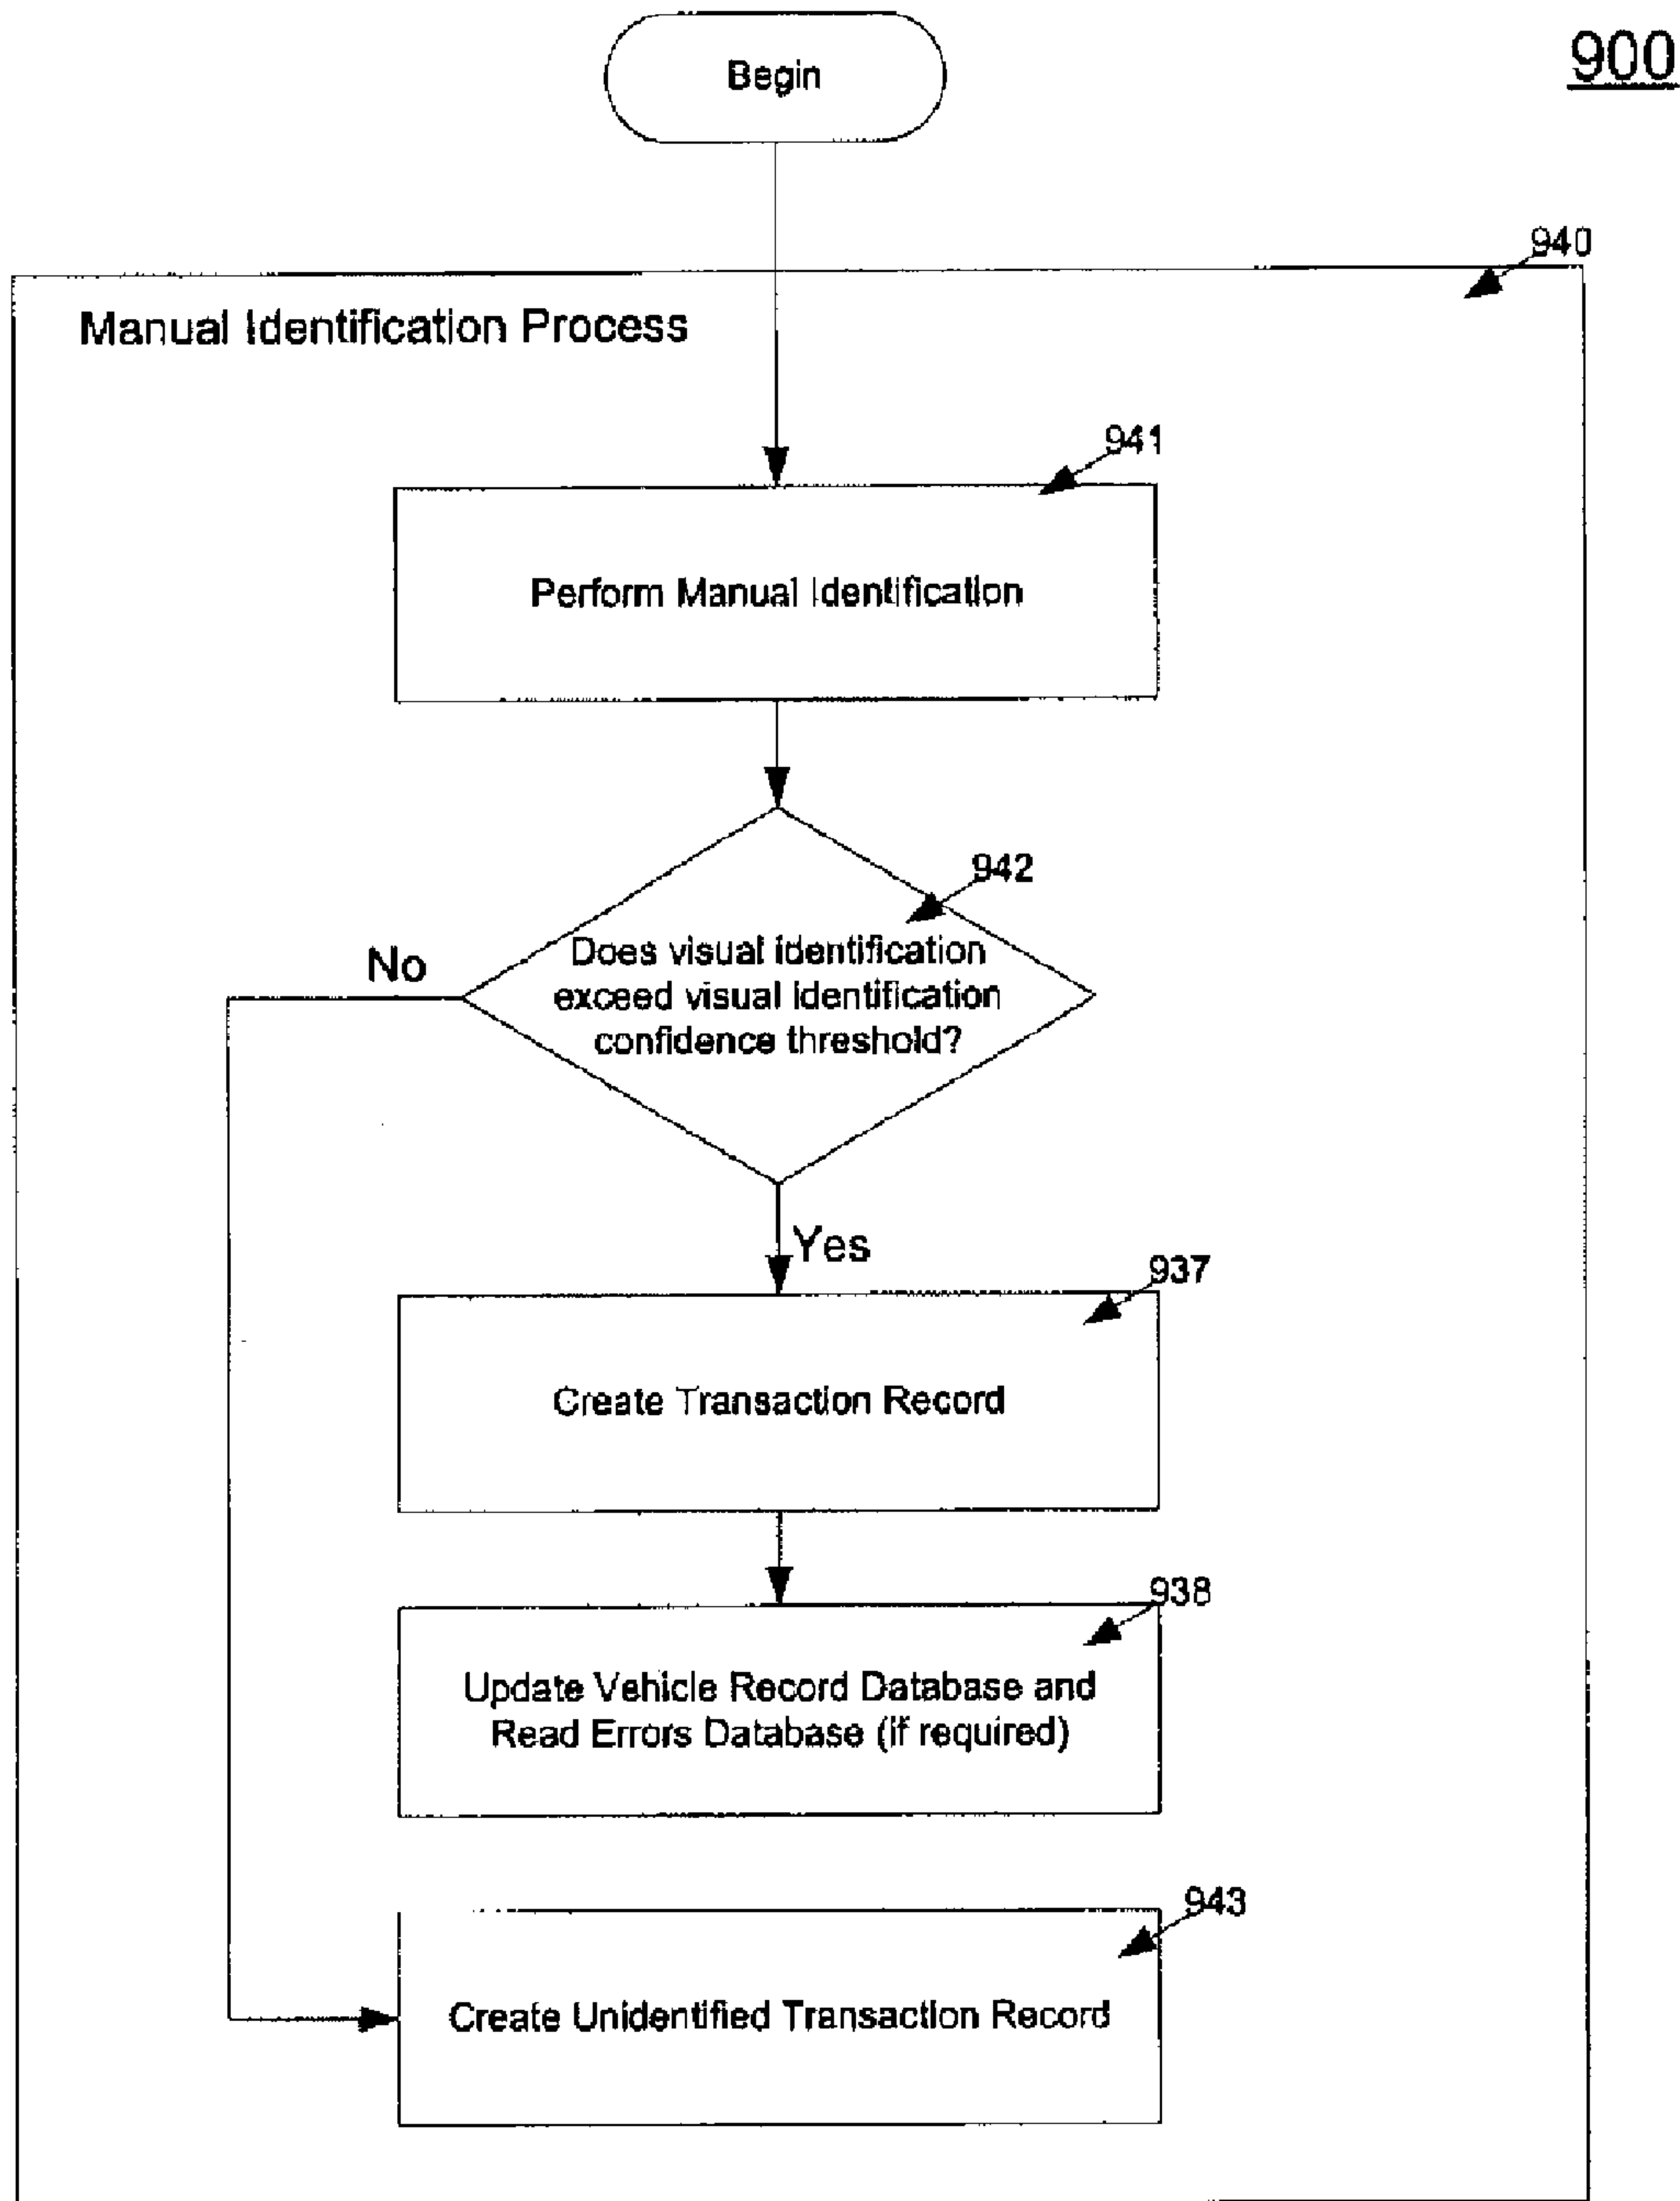 Begin
900
940
Manual Identification Process
941
Perform Manual Identification
942
No
Does visual identification
exceed visual identification
confidence threshold?
Yes
937
Create Transaction Record
938
Update Vehicle Record Database and
Read Errors Database (if required)
943
Create Unidentified Transaction Record